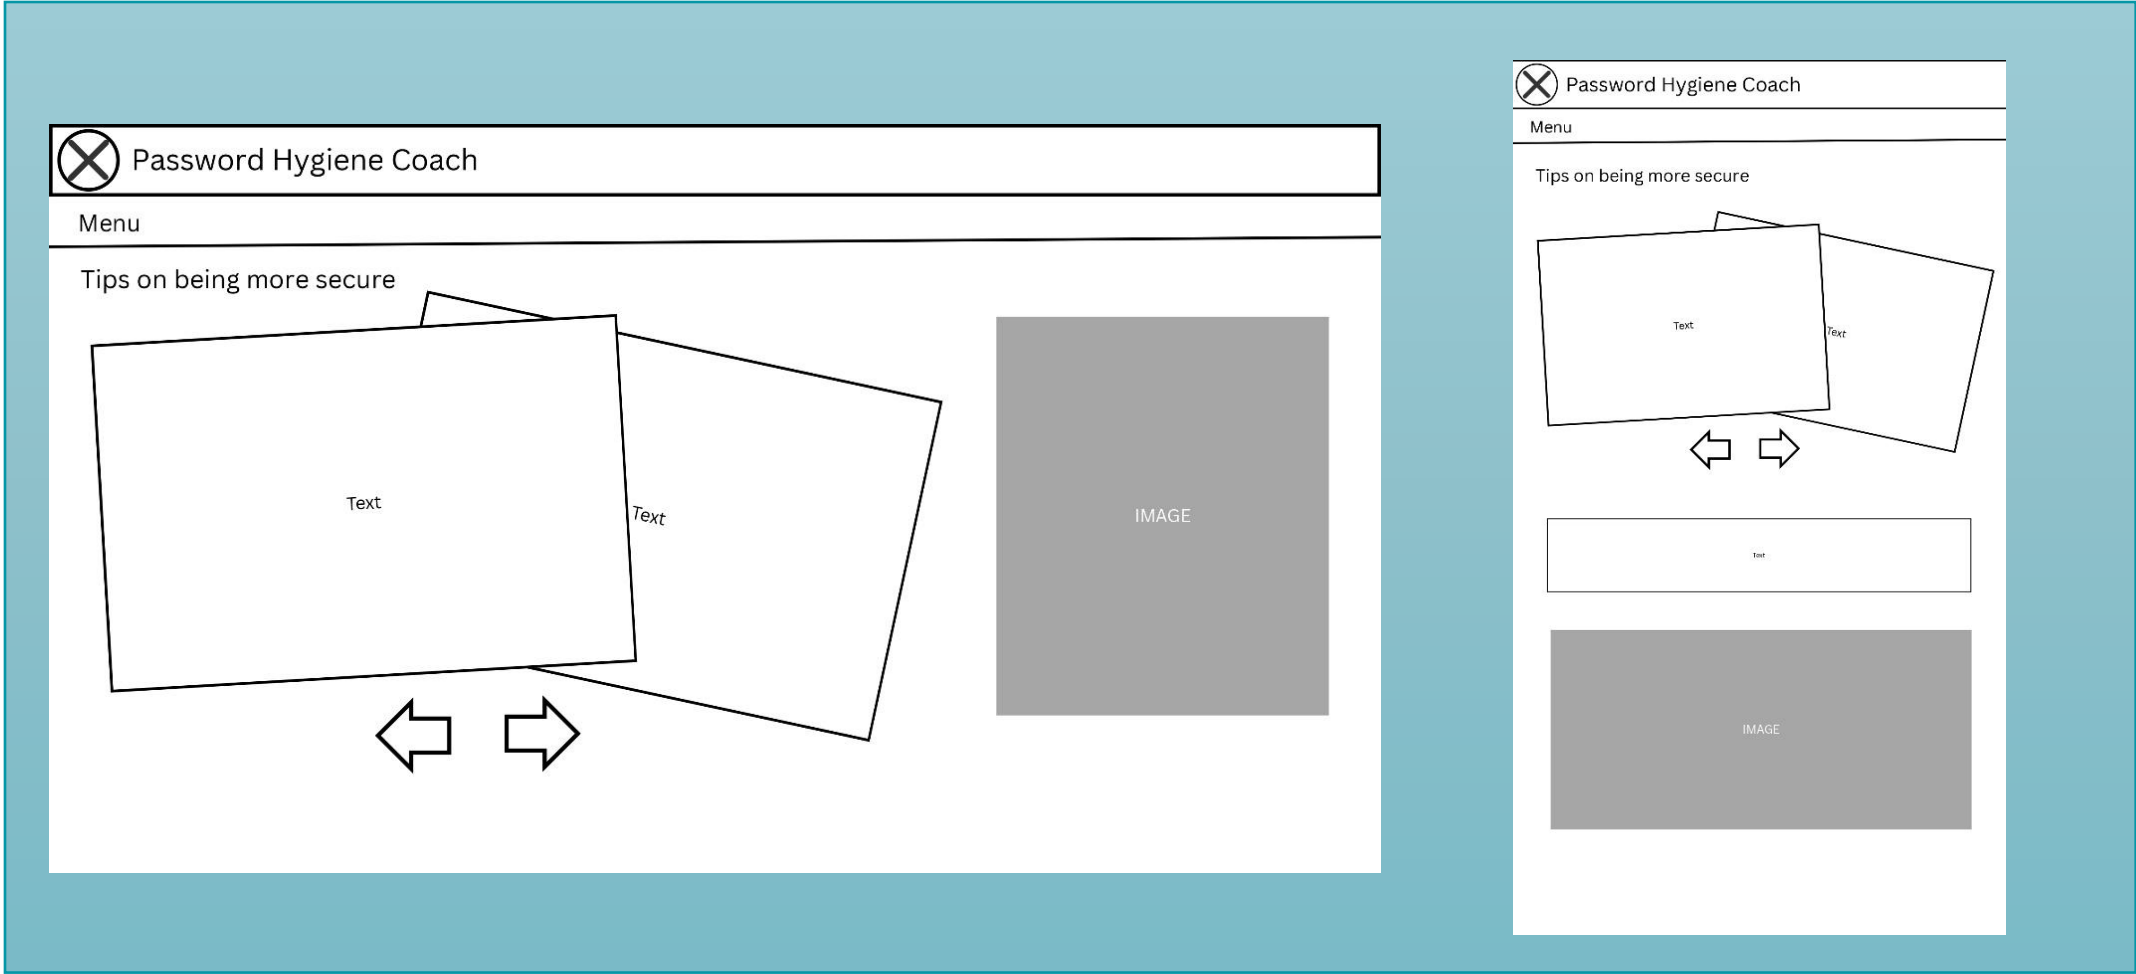 Password Hygiene Coach
Menu
Tips on being more secure
Text
Text
IMAGE
Password Hygiene Coach
Menu
Tips on being more secure
Text
Text
Text
IMAGE